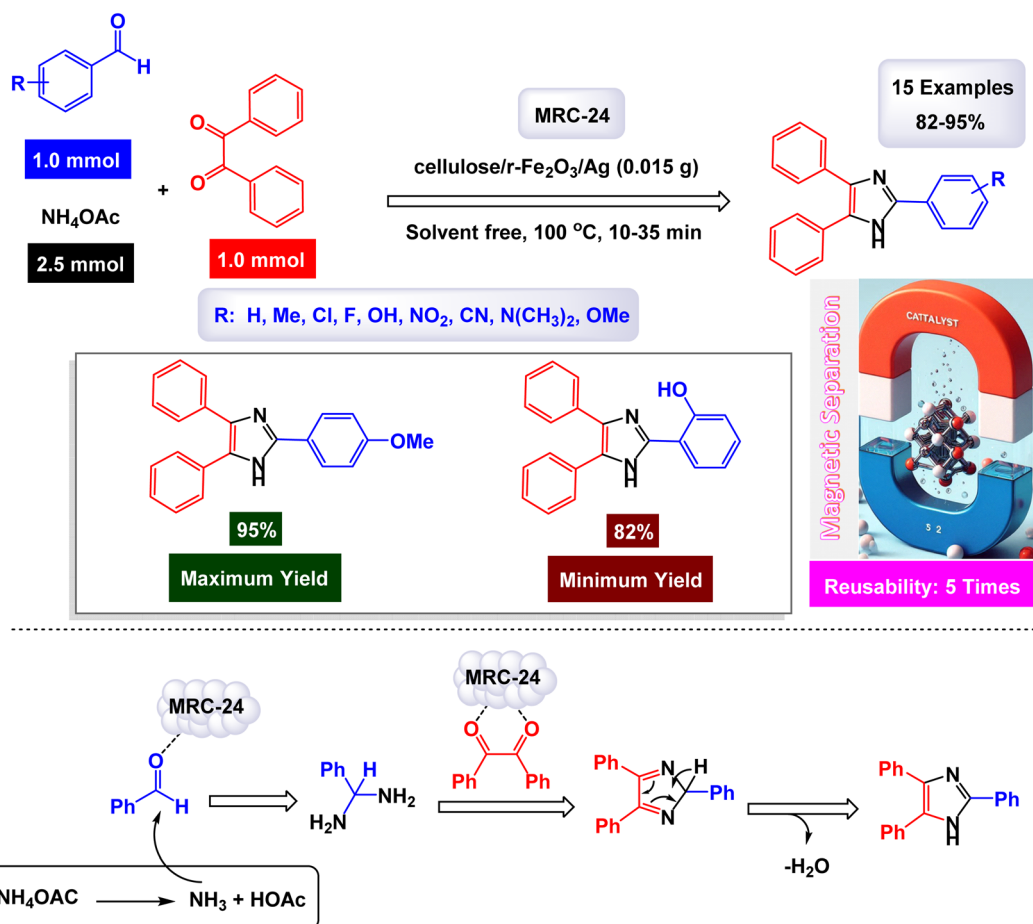 O
H
R
1.0 mmol
NH4OAc
2.5 mmol
+
O
O
1.0 mmol
MRC-24
cellulose/r-Fe2O3/Ag (0.015 g)
Solvent free, 100 °C, 10-35 min
15 Examples
82-95%
N
N
H
R
R: H, Me, Cl, F, OH, NO2, CN, N(CH3)2, OMe
N
N
H
OMe
95%
Maximum Yield
HO
N
N
H
82%
Minimum Yield
Magnetic Separation
CATTALYST
5 2
Reusability: 5 Times
MRC-24
O
Ph
H
NH4OAC
NH3 + HOAc
Ph
H
NH2
H2N
MRC-24
O
O
Ph
Ph
Ph
N
H
Ph
N
Ph
-H2O
Ph
N
Ph
Ph
N
H